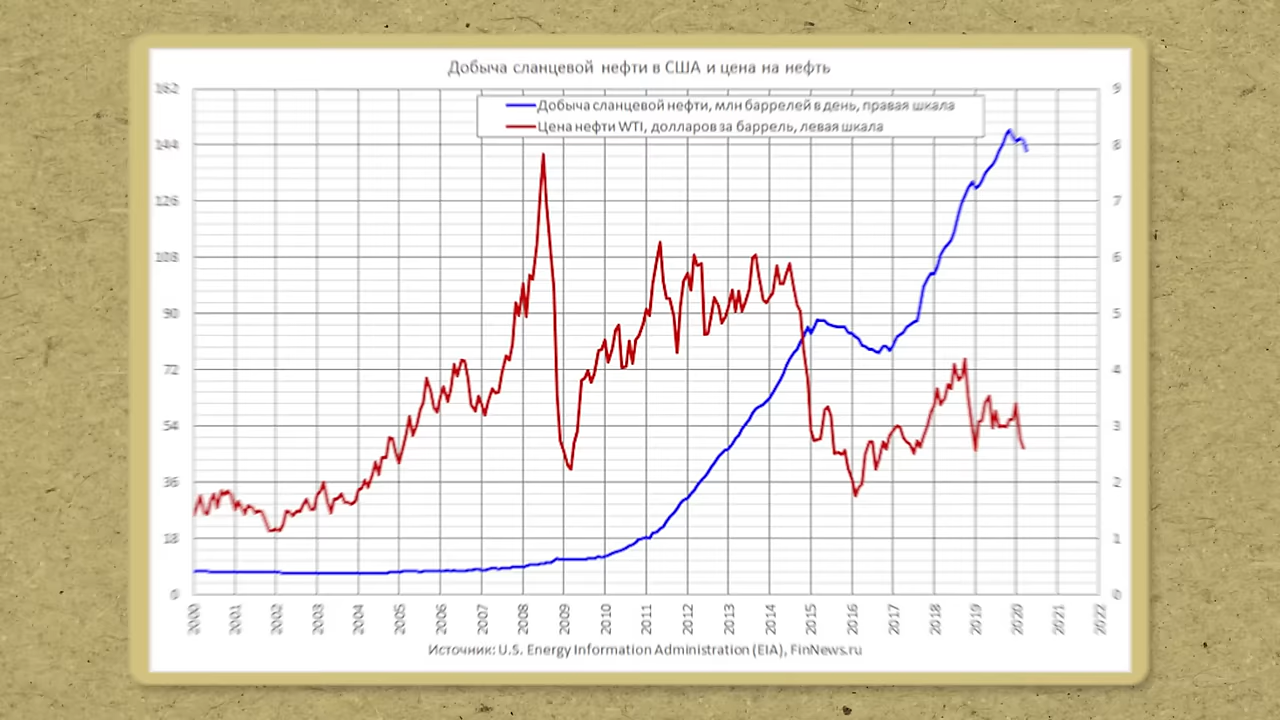 Добыча сланцевой нефти в США и цена на нефть
Добыча сланцевой нефти, млн баррелей в день, правая шкала
Цена нефти WTI, долларов за баррель, левая шкала
162 9
144 8
126 7
108 6
90 5
72 4
54 3
36 2
18 1
0 0
2000 2001 2002 2003 2004 2005 2006 2007 2008 2009 2010 2011 2012 2013 2014 2015 2016 2017 2018 2019 2020 2021 2022
Источник: U.S. Energy Information Administration (EIA), FinNews.ru